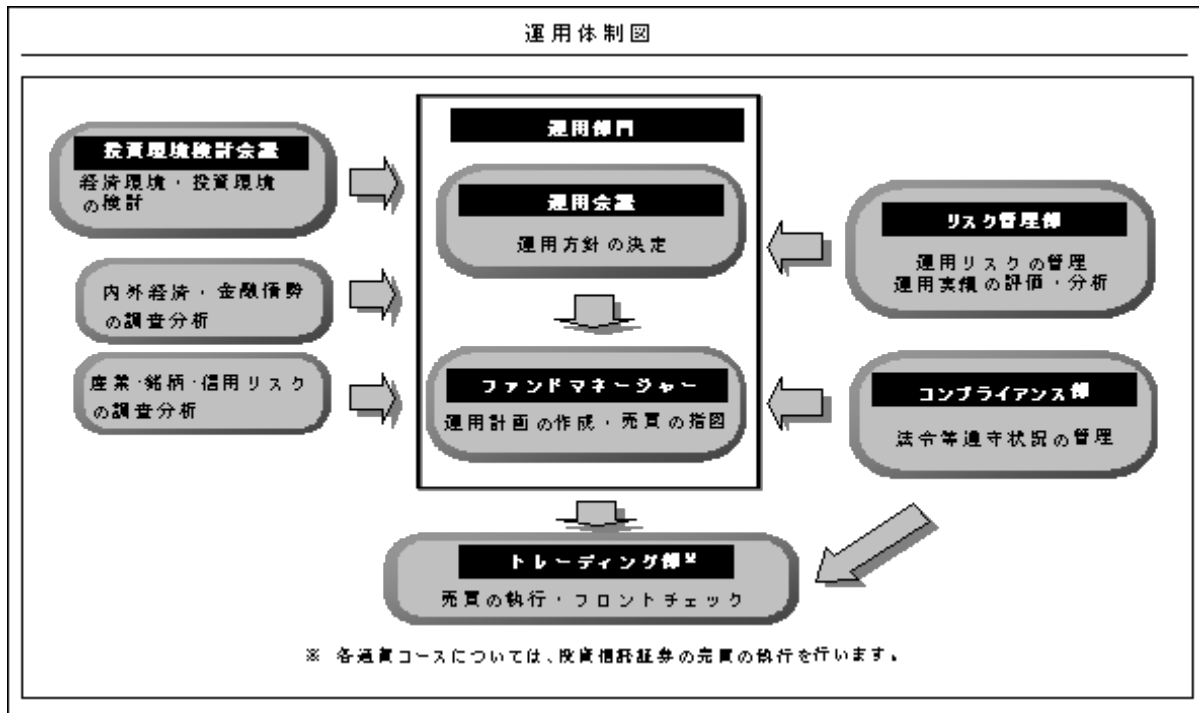 運用体制図
投資環境検討会議
経済環境・投資環境
の検討
内外経済・金融情勢
の調査分析
産業・銘柄・信用リスク
の調査分析
運用部門
運用会議
運用方針の決定
ファンドマネージャー
運用計画の作成・売買の指図
リスク管理部
運用リスクの管理
運用実績の評価・分析
コンプライアンス部
法令等遵守状況の管理
トレーディング部※
売買の執行・フロントチェック
※ 各通貨コースについては、投資信託証券の売買の執行を行います。